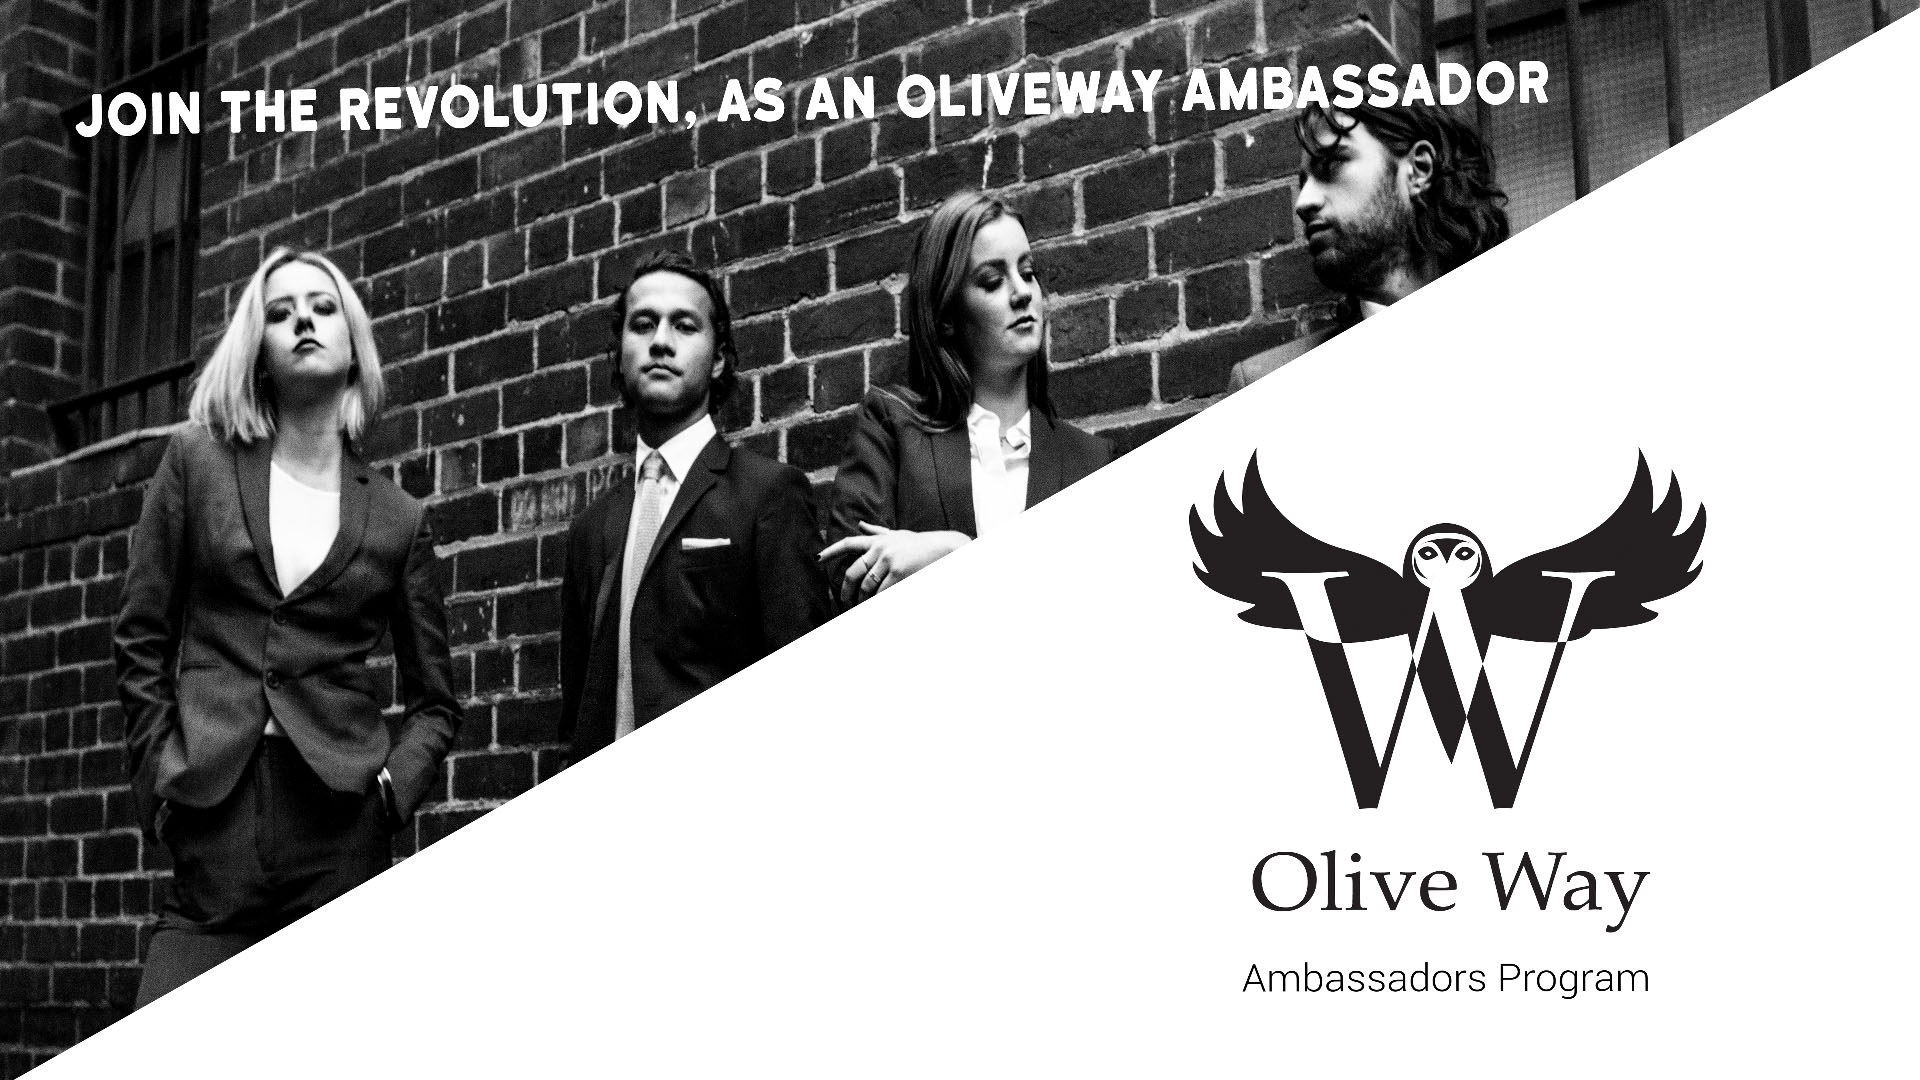 JOIN THE REVOLUTION, AS AN OLIVEWAY AMBASSADOR
W
Olive Way
Ambassadors Program